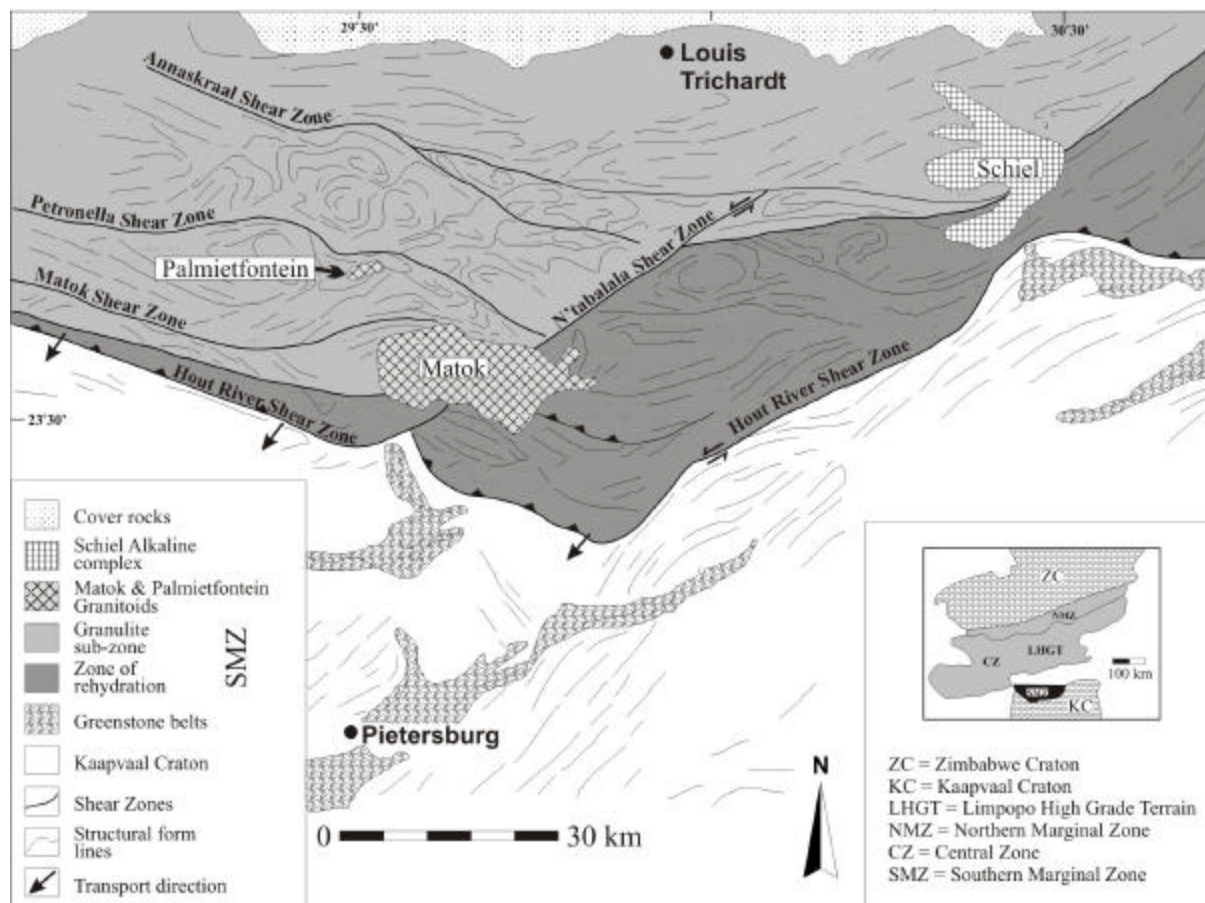 29°30'
30°30'
Louis
Trichardt
Annaskraal Shear Zone
Schiel
Petronella Shear Zone
N'tabalala Shear Zone
Palmietfontein
Matok Shear Zone
Matok
Hout River Shear Zone
Hout River Shear Zone
23°30'
Cover rocks
Schiel Alkaline
complex
Matok & Palmietfontein
Granitoids
Granulite
sub-zone
Zone of
rehydration
SMZ
Greenstone belts
Kaapvaal Craton
Shear Zones
Structural form
lines
Transport direction
Pietersburg
0 30 km
N
ZC
NMZ
CZ
LHGT
100 km
KC
ZC = Zimbabwe Craton
KC = Kaapvaal Craton
LHGT = Limpopo High Grade Terrain
NMZ = Northern Marginal Zone
CZ = Central Zone
SMZ = Southern Marginal Zone